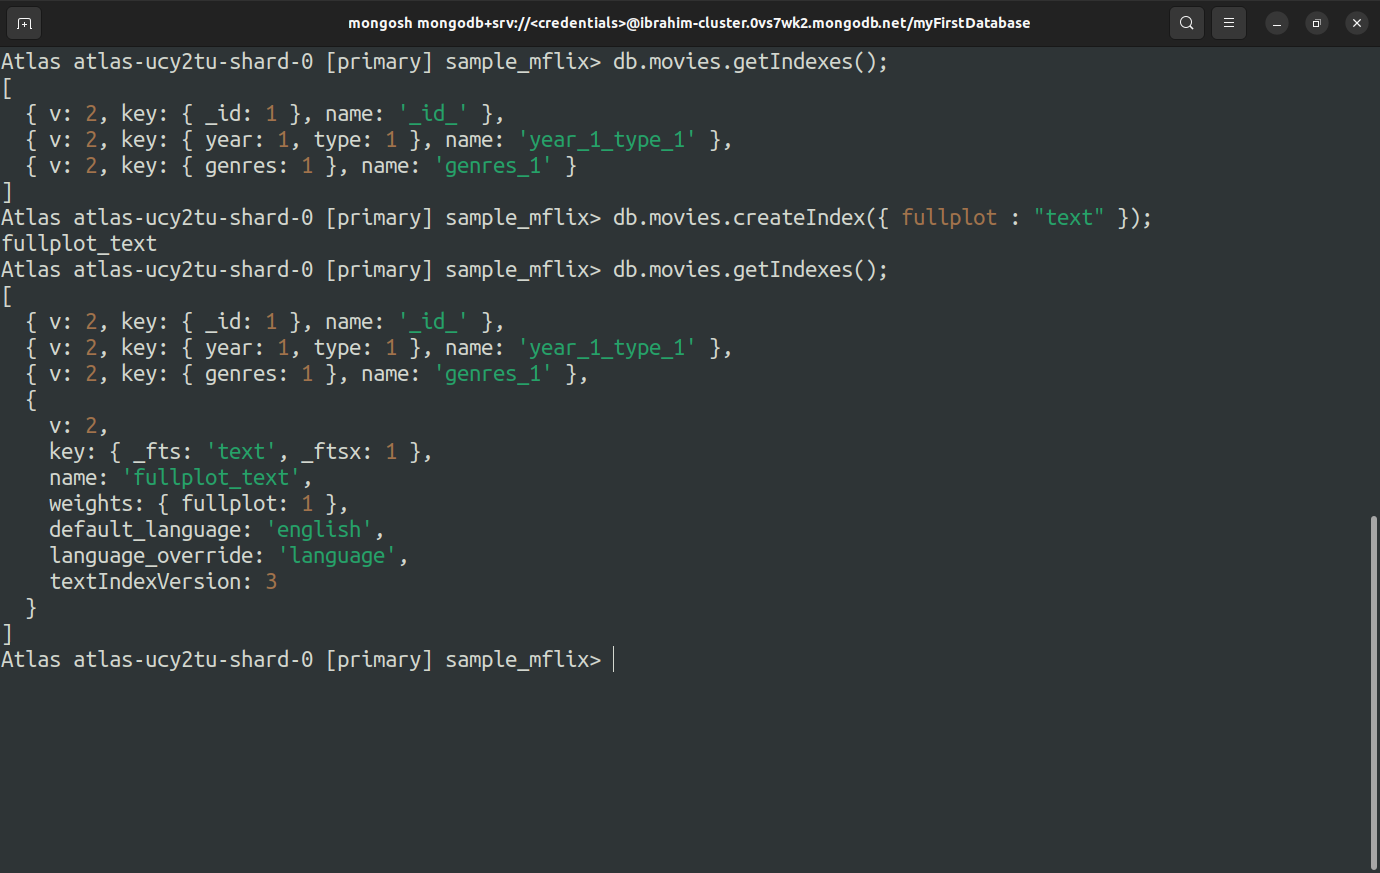 mongosh mongodb+srv://<credentials>@ibrahim-cluster.0vs7wk2.mongodb.net/myFirstDatabase
Atlas atlas-ucy2tu-shard-0 [primary] sample_mflix> db.movies.getIndexes();
[
  { v: 2, key: { _id: 1 }, name: '_id_' },
  { v: 2, key: { year: 1, type: 1 }, name: 'year_1_type_1' },
  { v: 2, key: { genres: 1 }, name: 'genres_1' }
]
Atlas atlas-ucy2tu-shard-0 [primary] sample_mflix> db.movies.createIndex({ fullplot : "text" });
fullplot_text
Atlas atlas-ucy2tu-shard-0 [primary] sample_mflix> db.movies.getIndexes();
[
  { v: 2, key: { _id: 1 }, name: '_id_' },
  { v: 2, key: { year: 1, type: 1 }, name: 'year_1_type_1' },
  { v: 2, key: { genres: 1 }, name: 'genres_1' },
  {
    v: 2,
    key: { _fts: 'text', _ftsx: 1 },
    name: 'fullplot_text',
    weights: { fullplot: 1 },
    default_language: 'english',
    language_override: 'language',
    textIndexVersion: 3
  }
]
Atlas atlas-ucy2tu-shard-0 [primary] sample_mflix>